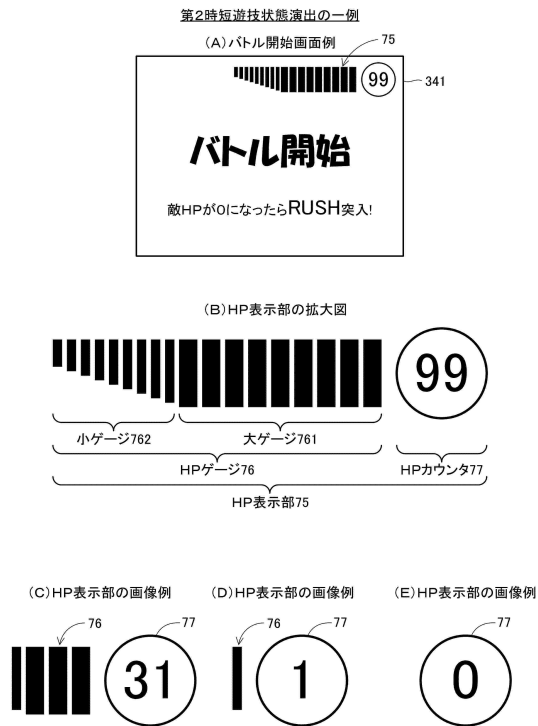 第2時短遊技状態演出の一例
(A)バトル開始画面例
75
99
341
バトル開始
敵HPが0になったらRUSH突入!
(B)HP表示部の拡大図
99
小ゲージ762
大ゲージ761
HPゲージ76
HPカウンタ77
HP表示部75
(C)HP表示部の画像例
(D)HP表示部の画像例
(E)HP表示部の画像例
76
77
76
77
77
31
1
0